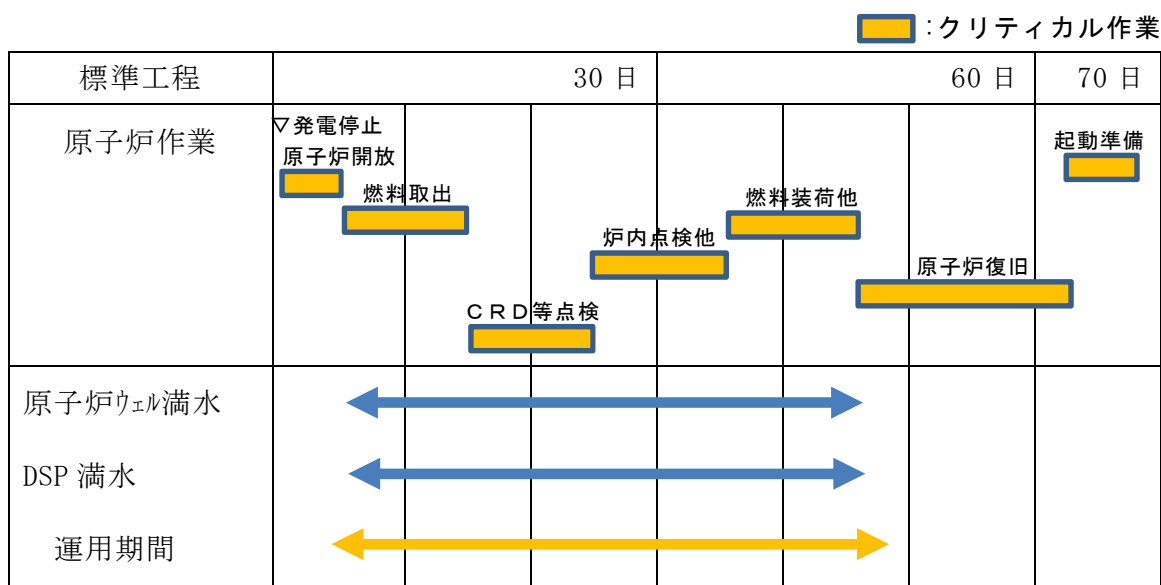 ：クリティカル作業
標準工程 30 日 60 日 70 日
原子炉作業
▽発電停止
原子炉開放
燃料取出
CRD等点検
炉内点検他
燃料装荷他
原子炉復旧
起動準備
原子炉ｳｪﾙ満水
DSP 満水
運用期間